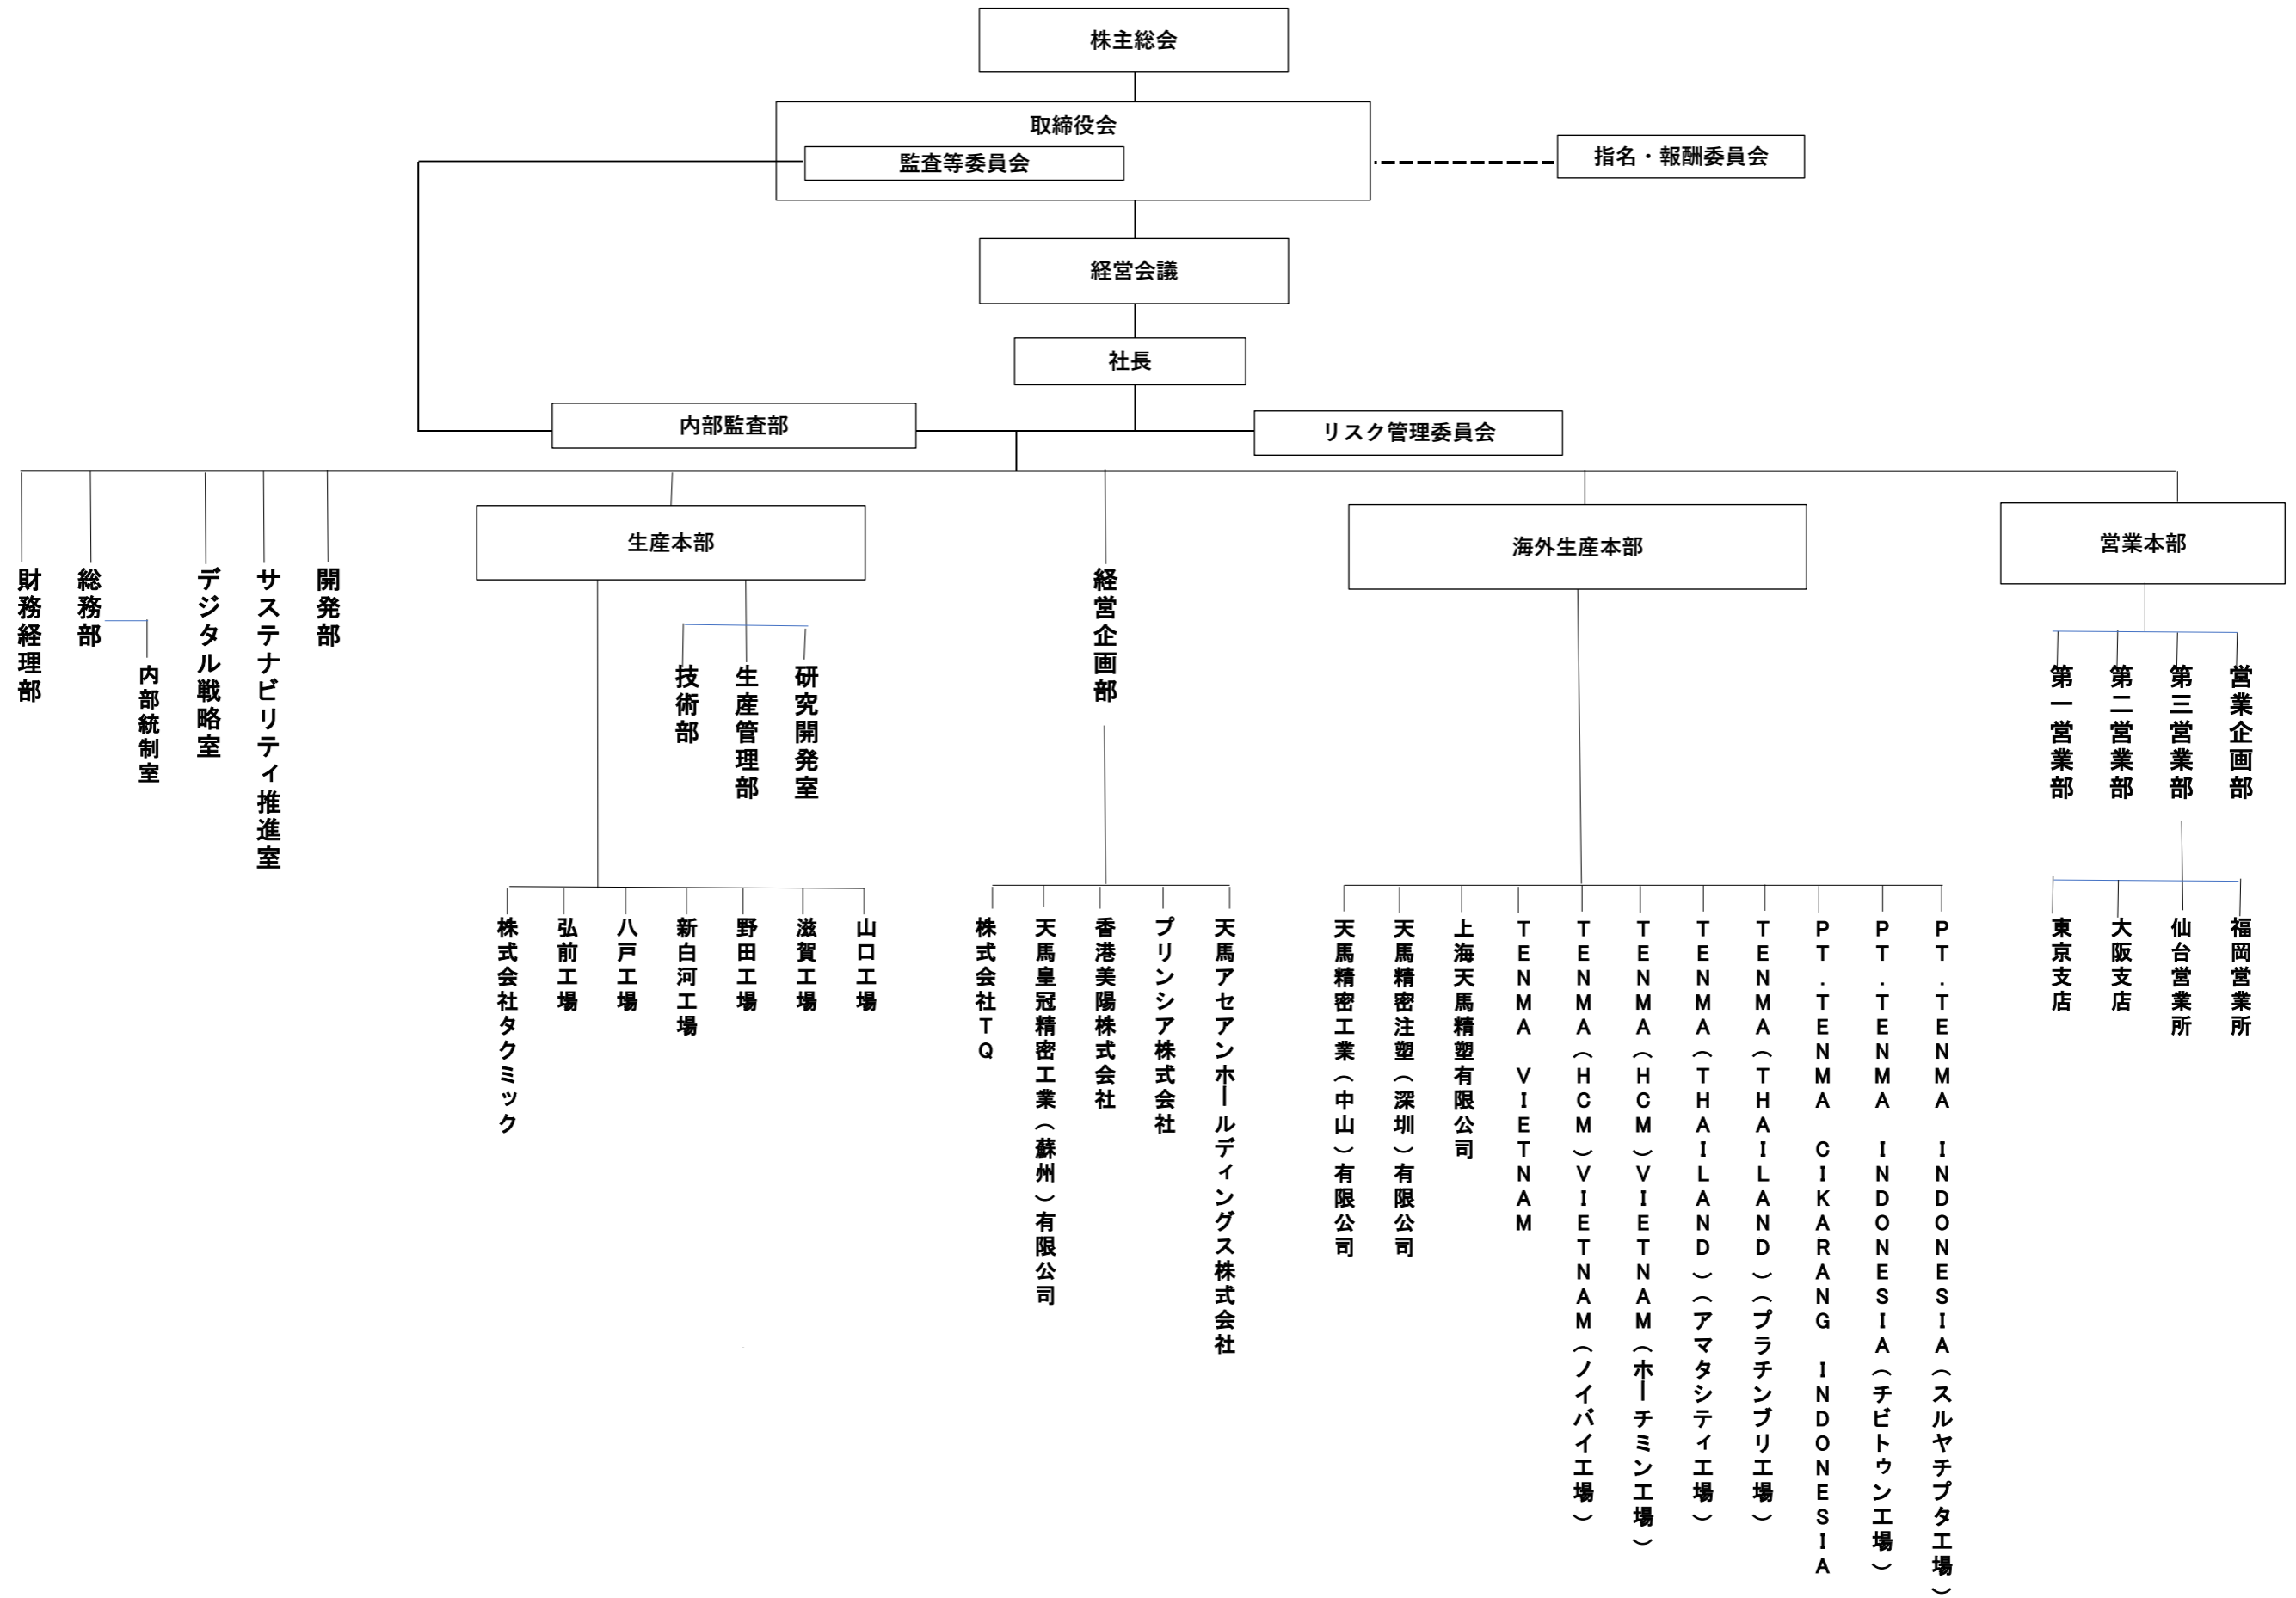 株主総会
取締役会
監査等委員会
指名・報酬委員会
経営会議
社長
内部監査部
リスク管理委員会
財務経理部
総務部
内部統制室
デジタル戦略室
サステナビリティ推進室
開発部
生産本部
技術部
生産管理部
研究開発室
株式会社タクミック
弘前工場
八戸工場
新白河工場
野田工場
滋賀工場
山口工場
経営企画部
株式会社TQ
天馬皇冠精密工業（蘇州）有限公司
香港美陽株式会社
プリンシア株式会社
天馬アセアンホールディングス株式会社
海外生産本部
天馬精密工業（中山）有限公司
天馬精密注塑（深圳）有限公司
上海天馬精塑有限公司
TENMA VIETNAM
TENMA（HCM）VIETNAM（ノイバイ工場）
TENMA（HCM）VIETNAM（ホーチミン工場）
TENMA（THAILAND）（アマタシティ工場）
TENMA（THAILAND）（プラチンブリ工場）
PT.TENMA CIKARANG INDONESIA
PT.TENMA INDONESIA（チビトゥン工場）
PT.TENMA INDONESIA（スルヤチプタ工場）
営業本部
第一営業部
第二営業部
第三営業部
営業企画部
東京支店
大阪支店
仙台営業所
福岡営業所